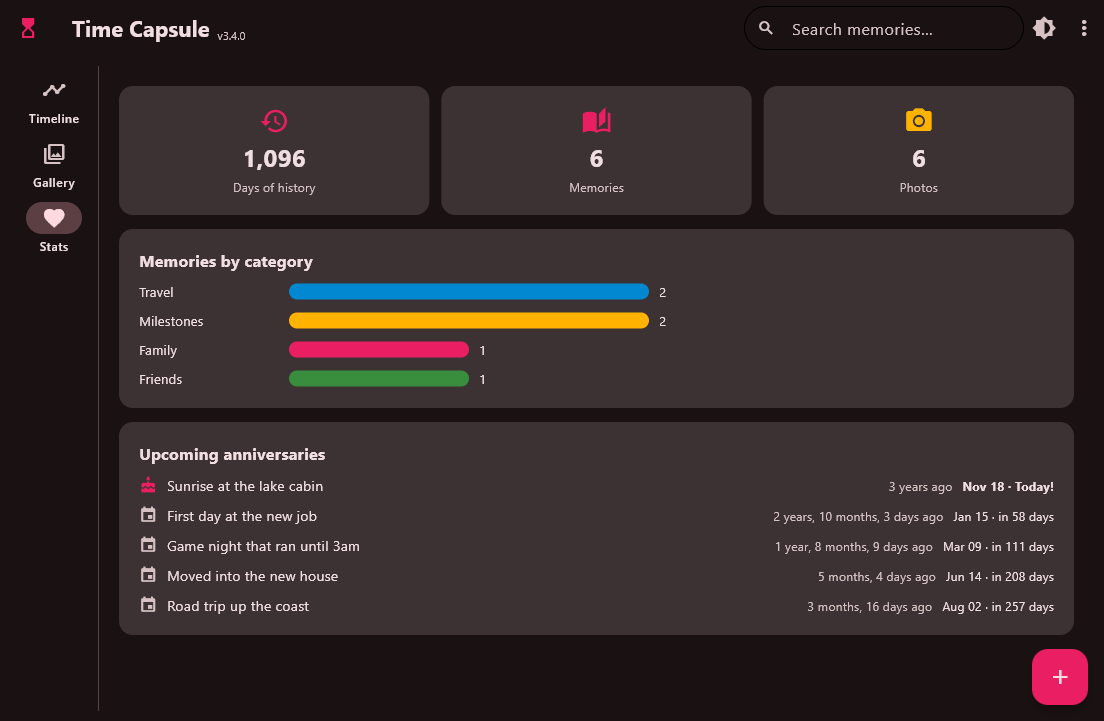 Time Capsule v3.4.0
Search memories...
Timeline
Gallery
Stats
1,096
Days of history
6
Memories
6
Photos
Memories by category
Travel 2
Milestones 2
Family 1
Friends 1
Upcoming anniversaries
Sunrise at the lake cabin 3 years ago Nov 18 · Today!
First day at the new job 2 years, 10 months, 3 days ago Jan 15 · in 58 days
Game night that ran until 3am 1 year, 8 months, 9 days ago Mar 09 · in 111 days
Moved into the new house 5 months, 4 days ago Jun 14 · in 208 days
Road trip up the coast 3 months, 16 days ago Aug 02 · in 257 days